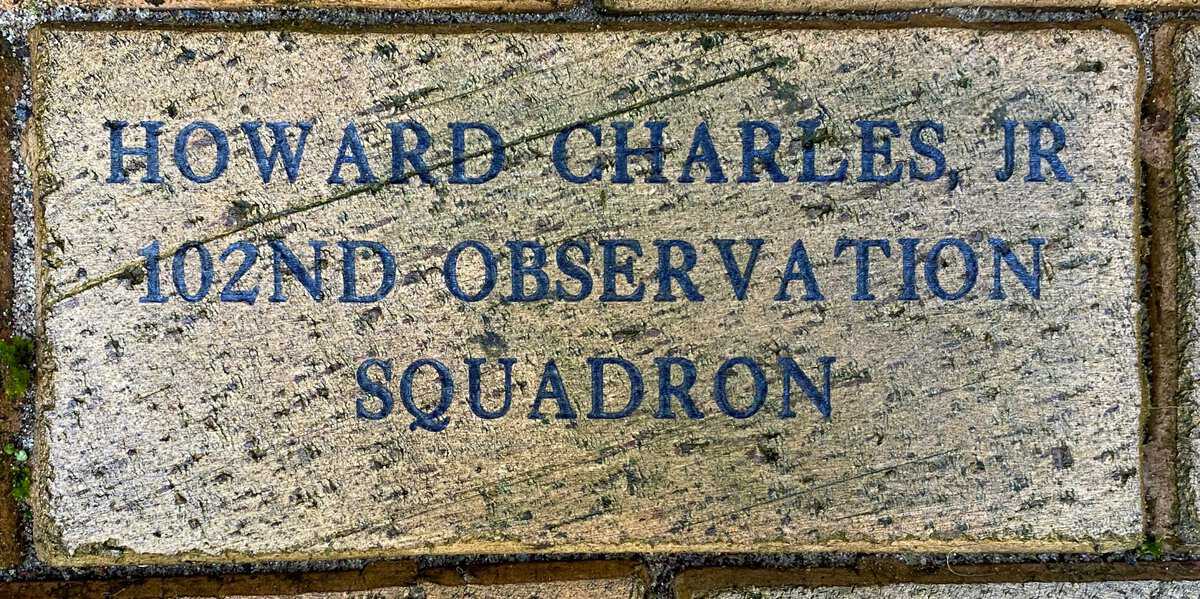 HOWARD CHARLES, JR
102ND OBSERVATION
SQUADRON